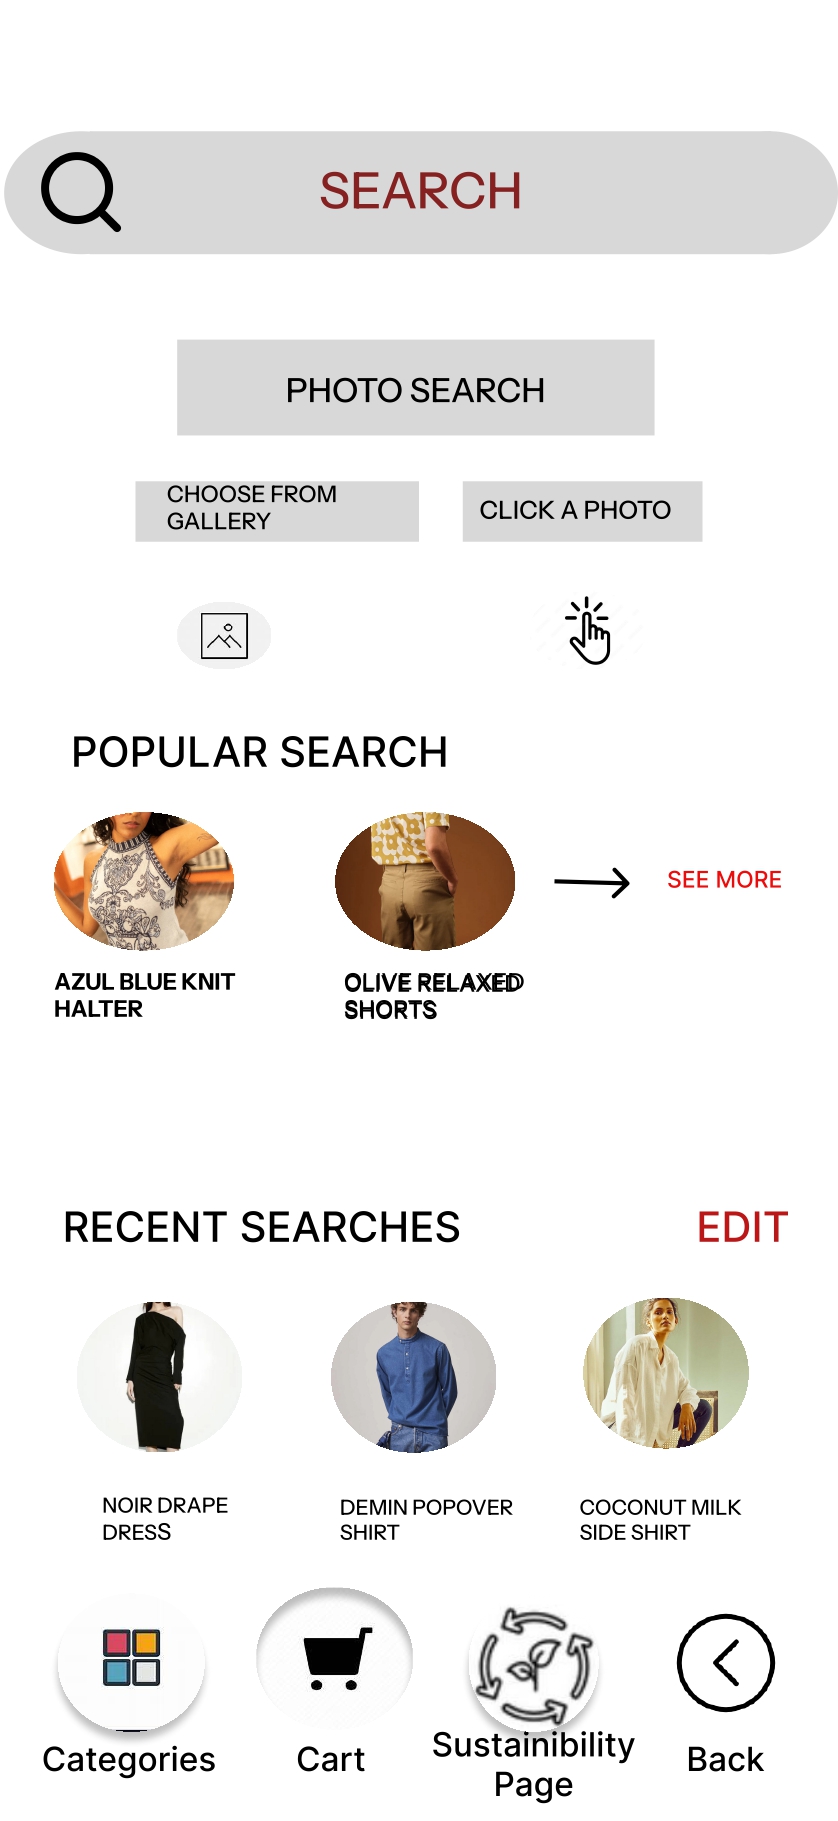 SEARCH
PHOTO SEARCH
CHOOSE FROM
GALLERY
CLICK A PHOTO
POPULAR SEARCH
SEE MORE
AZUL BLUE KNIT
HALTER
OLIVE RELAXED
SHORTS
RECENT SEARCHES
EDIT
NOIR DRAPE
DRESS
DEMIN POPOVER
SHIRT
COCONUT MILK
SIDE SHIRT
Categories
Cart
Sustainibility
Page
Back